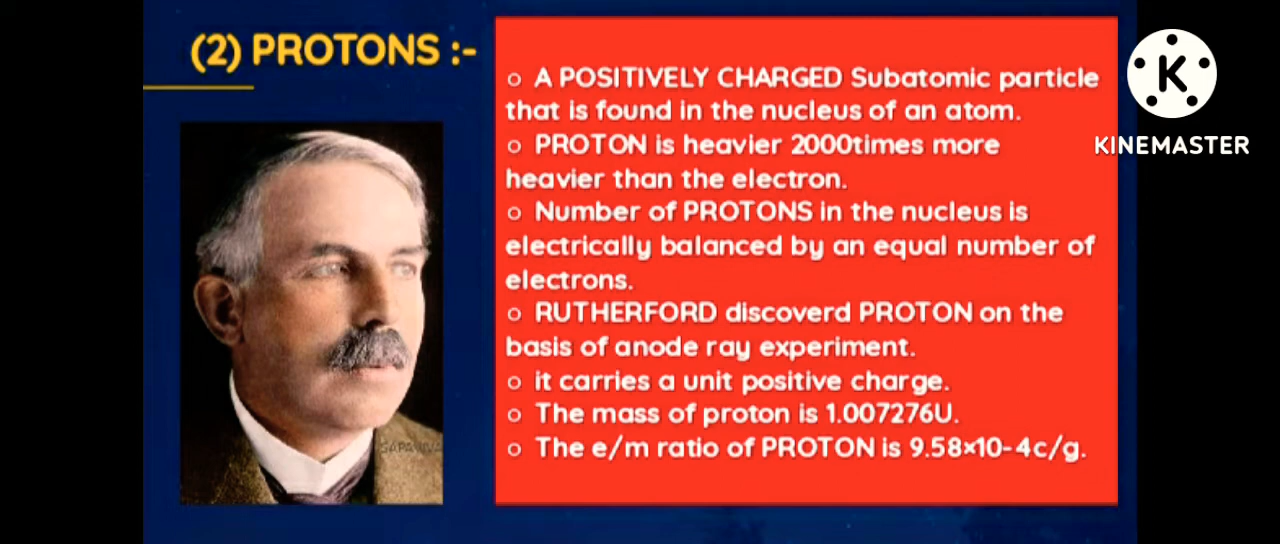 (2) PROTONS :-
○ A POSITIVELY CHARGED Subatomic particle
that is found in the nucleus of an atom.
○ PROTON is heavier 2000times more
heavier than the electron.
○ Number of PROTONS in the nucleus is
electrically balanced by an equal number of
electrons.
○ RUTHERFORD discoverd PROTON on the
basis of anode ray experiment.
○ it carries a unit positive charge.
○ The mass of proton is 1.007276U.
○ The e/m ratio of PROTON is 9.58×10-4c/g.
K
KINEMASTER